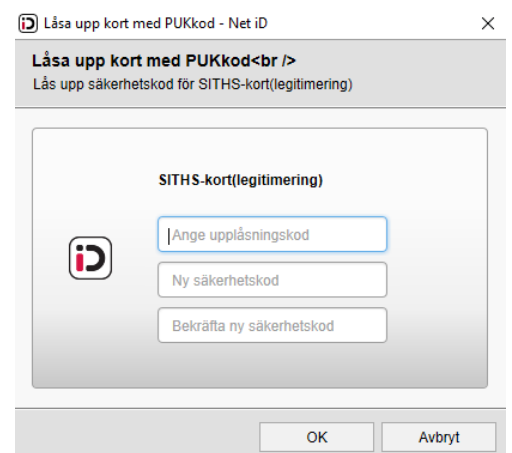 Låsa upp kort med PUKkod - Net iD
Låsa upp kort med PUKkod<br />
Lås upp säkerhetskod för SITHS-kort(legitimering)
SITHS-kort(legitimering)
Ange upplåsningskod
Ny säkerhetskod
Bekräfta ny säkerhetskod
OK Avbryt